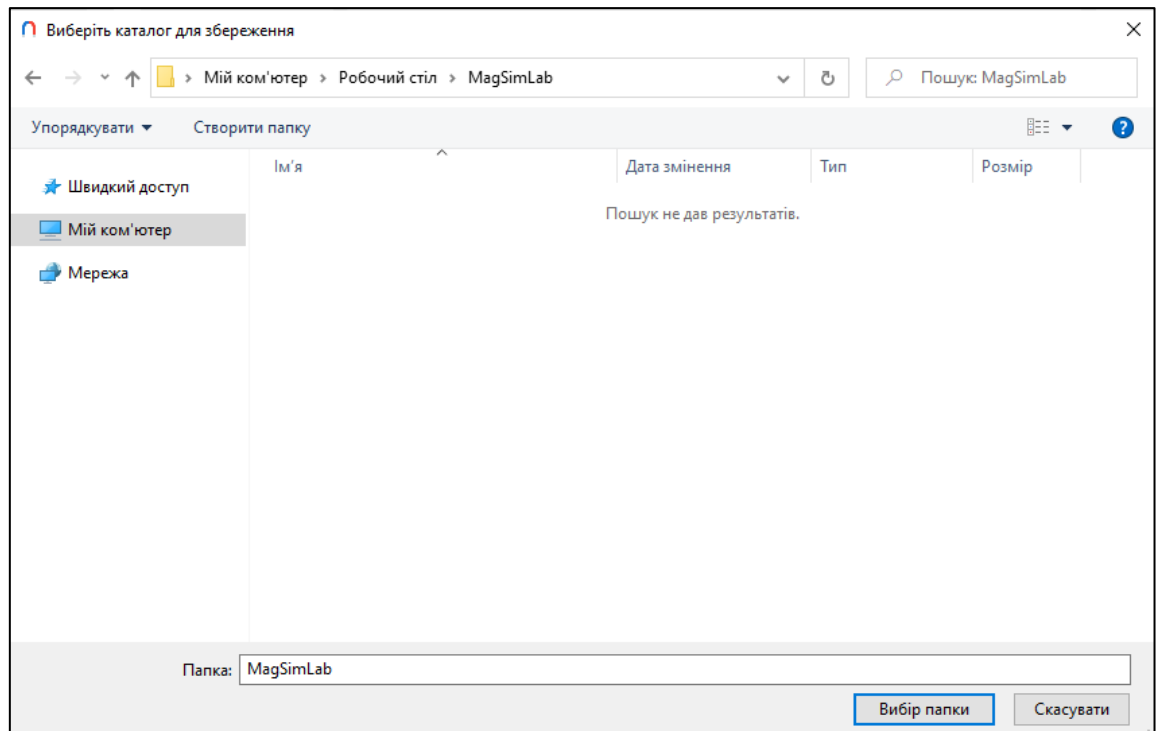 Виберіть каталог для збереження
Мій ком'ютер › Робочий стіл › MagSimLab
Пошук: MagSimLab
Упорядкувати
Створити папку
Ім'я
Дата змінення
Тип
Розмір
Швидкий доступ
Мій ком'ютер
Мережа
Пошук не дав результатів.
Папка: MagSimLab
Вибір папки
Скасувати